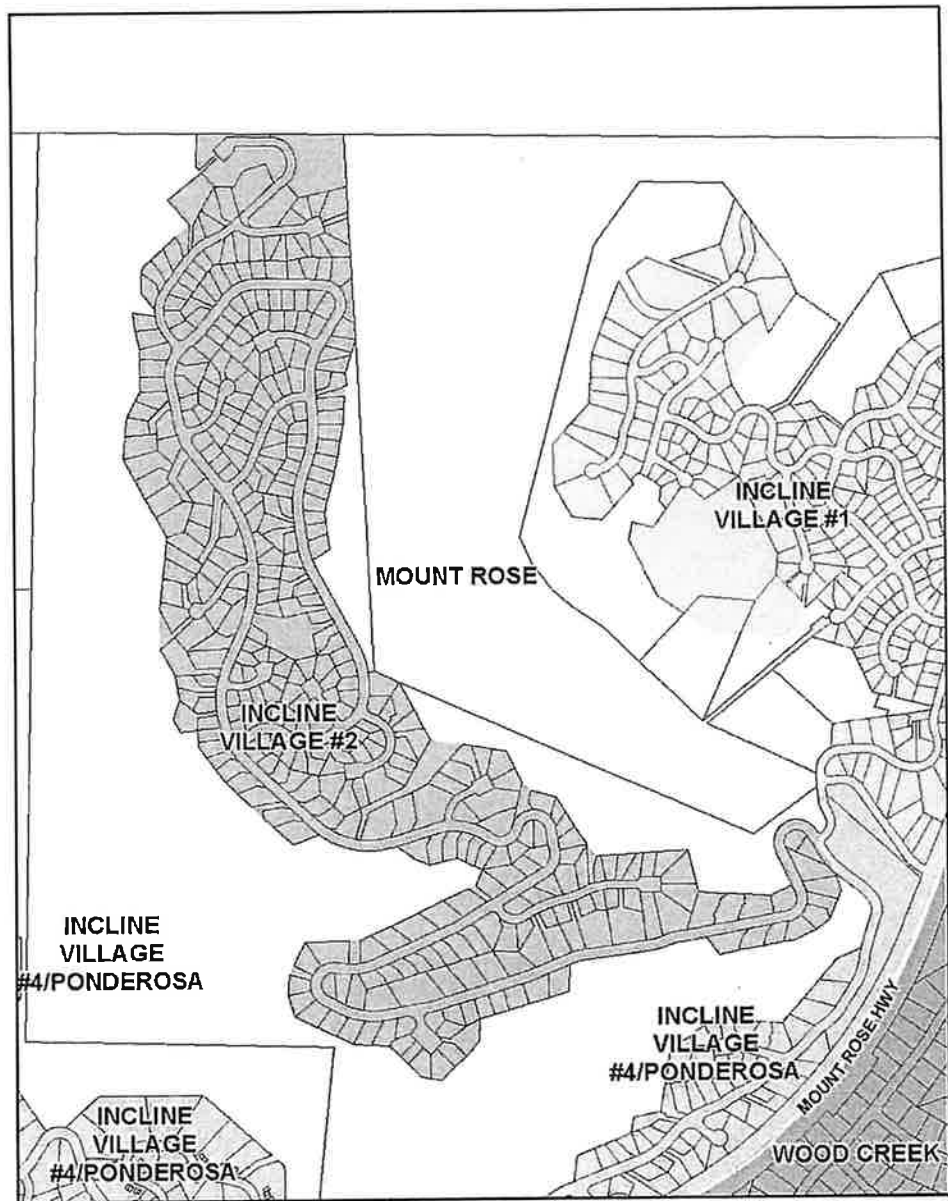 INCLINE
VILLAGE #1
MOUNT ROSE
INCLINE
VILLAGE #2
INCLINE
VILLAGE
#4/PONDEROSA
INCLINE
VILLAGE
#4/PONDEROSA
MOUNT ROSE HWY
INCLINE
VILLAGE
#4/PONDEROSA
WOOD CREEK